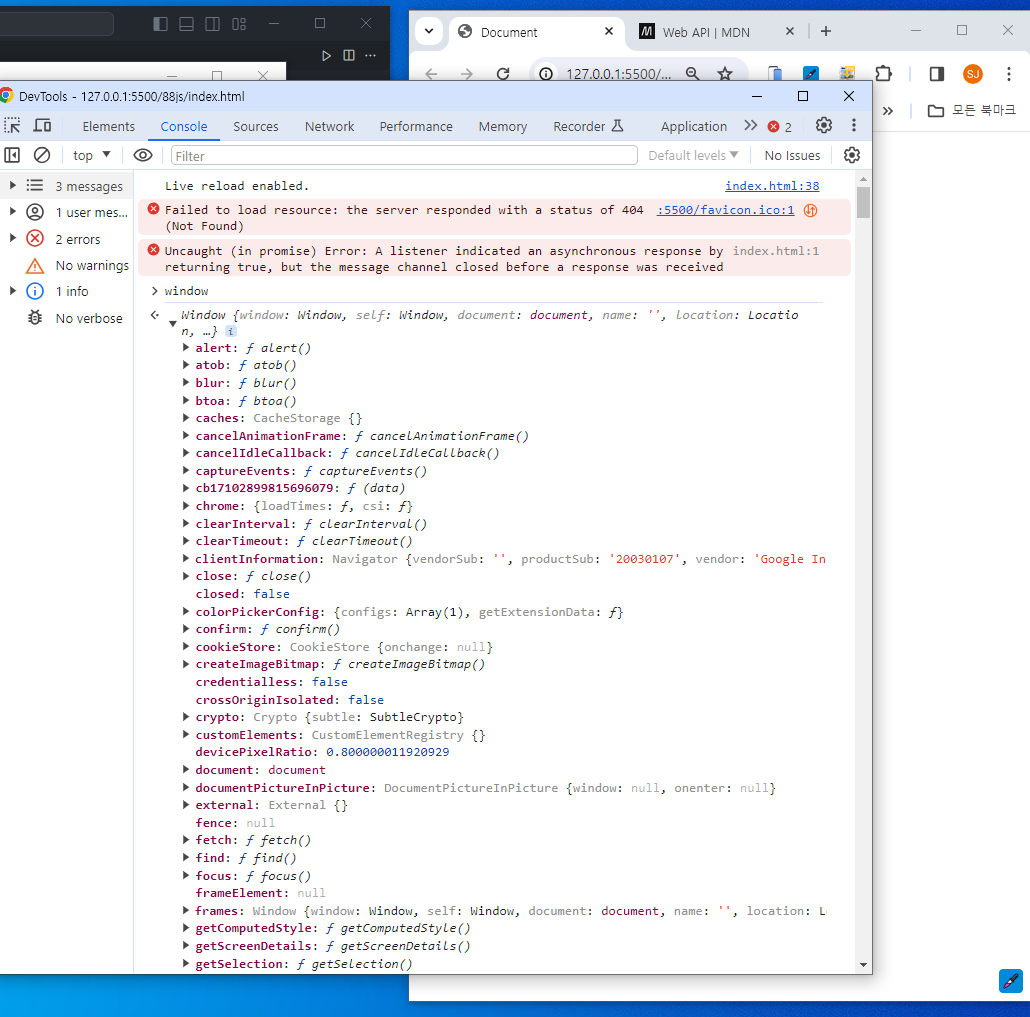 Document
Web API | MDN
127.0.0.1:5500/...
SJ
모든 북마크
DevTools - 127.0.0.1:5500/88js/index.html
Elements
Console
Sources
Network
Performance
Memory
Recorder
Application
2
top
Filter
Default levels
No Issues
3 messages
1 user mes...
2 errors
No warnings
1 info
No verbose
Live reload enabled. index.html:38
Failed to load resource: the server responded with a status of 404 :5500/favicon.ico:1
(Not Found)
Uncaught (in promise) Error: A listener indicated an asynchronous response by index.html:1
returning true, but the message channel closed before a response was received
> window
Window {window: Window, self: Window, document: document, name: '', location: Locatio
n, …} i
alert: ƒ alert()
atob: ƒ atob()
blur: ƒ blur()
btoa: ƒ btoa()
caches: CacheStorage {}
cancelAnimationFrame: ƒ cancelAnimationFrame()
cancelIdleCallback: ƒ cancelIdleCallback()
captureEvents: ƒ captureEvents()
cb17102899815696079: ƒ (data)
chrome: {loadTimes: ƒ, csi: ƒ}
clearInterval: ƒ clearInterval()
clearTimeout: ƒ clearTimeout()
clientInformation: Navigator {vendorSub: '', productSub: '20030107', vendor: 'Google In
close: ƒ close()
closed: false
colorPickerConfig: {configs: Array(1), getExtensionData: ƒ}
confirm: ƒ confirm()
cookieStore: CookieStore {onchange: null}
createImageBitmap: ƒ createImageBitmap()
credentialless: false
crossOriginIsolated: false
crypto: Crypto {subtle: SubtleCrypto}
customElements: CustomElementRegistry {}
devicePixelRatio: 0.800000011920929
document: document
documentPictureInPicture: DocumentPictureInPicture {window: null, onenter: null}
external: External {}
fence: null
fetch: ƒ fetch()
find: ƒ find()
focus: ƒ focus()
frameElement: null
frames: Window {window: Window, self: Window, document: document, name: '', location: L
getComputedStyle: ƒ getComputedStyle()
getScreenDetails: ƒ getScreenDetails()
getSelection: ƒ getSelection()